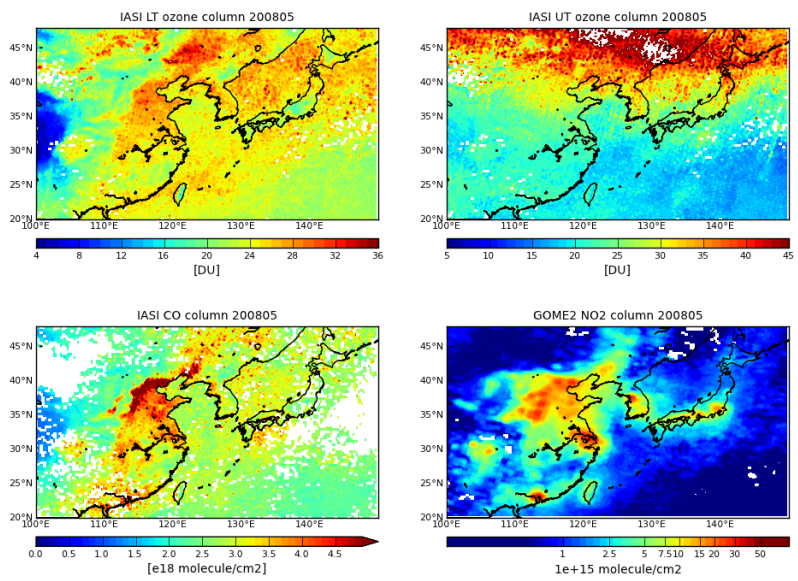 IASI LT ozone column 200805
45°N
40°N
35°N
30°N
25°N
20°N
100°E 110°E 120°E 130°E 140°E
4 8 12 16 20 24 28 32 36
[DU]
IASI UT ozone column 200805
45°N
40°N
35°N
30°N
25°N
20°N
100°E 110°E 120°E 130°E 140°E
5 10 15 20 25 30 35 40 45
[DU]
IASI CO column 200805
45°N
40°N
35°N
30°N
25°N
20°N
100°E 110°E 120°E 130°E 140°E
0.0 0.5 1.0 1.5 2.0 2.5 3.0 3.5 4.0 4.5
[e18 molecule/cm2]
GOME2 NO2 column 200805
45°N
40°N
35°N
30°N
25°N
20°N
100°E 110°E 120°E 130°E 140°E
1 2.5 5 7.5 10 15 20 30 50
1e+15 molecule/cm2